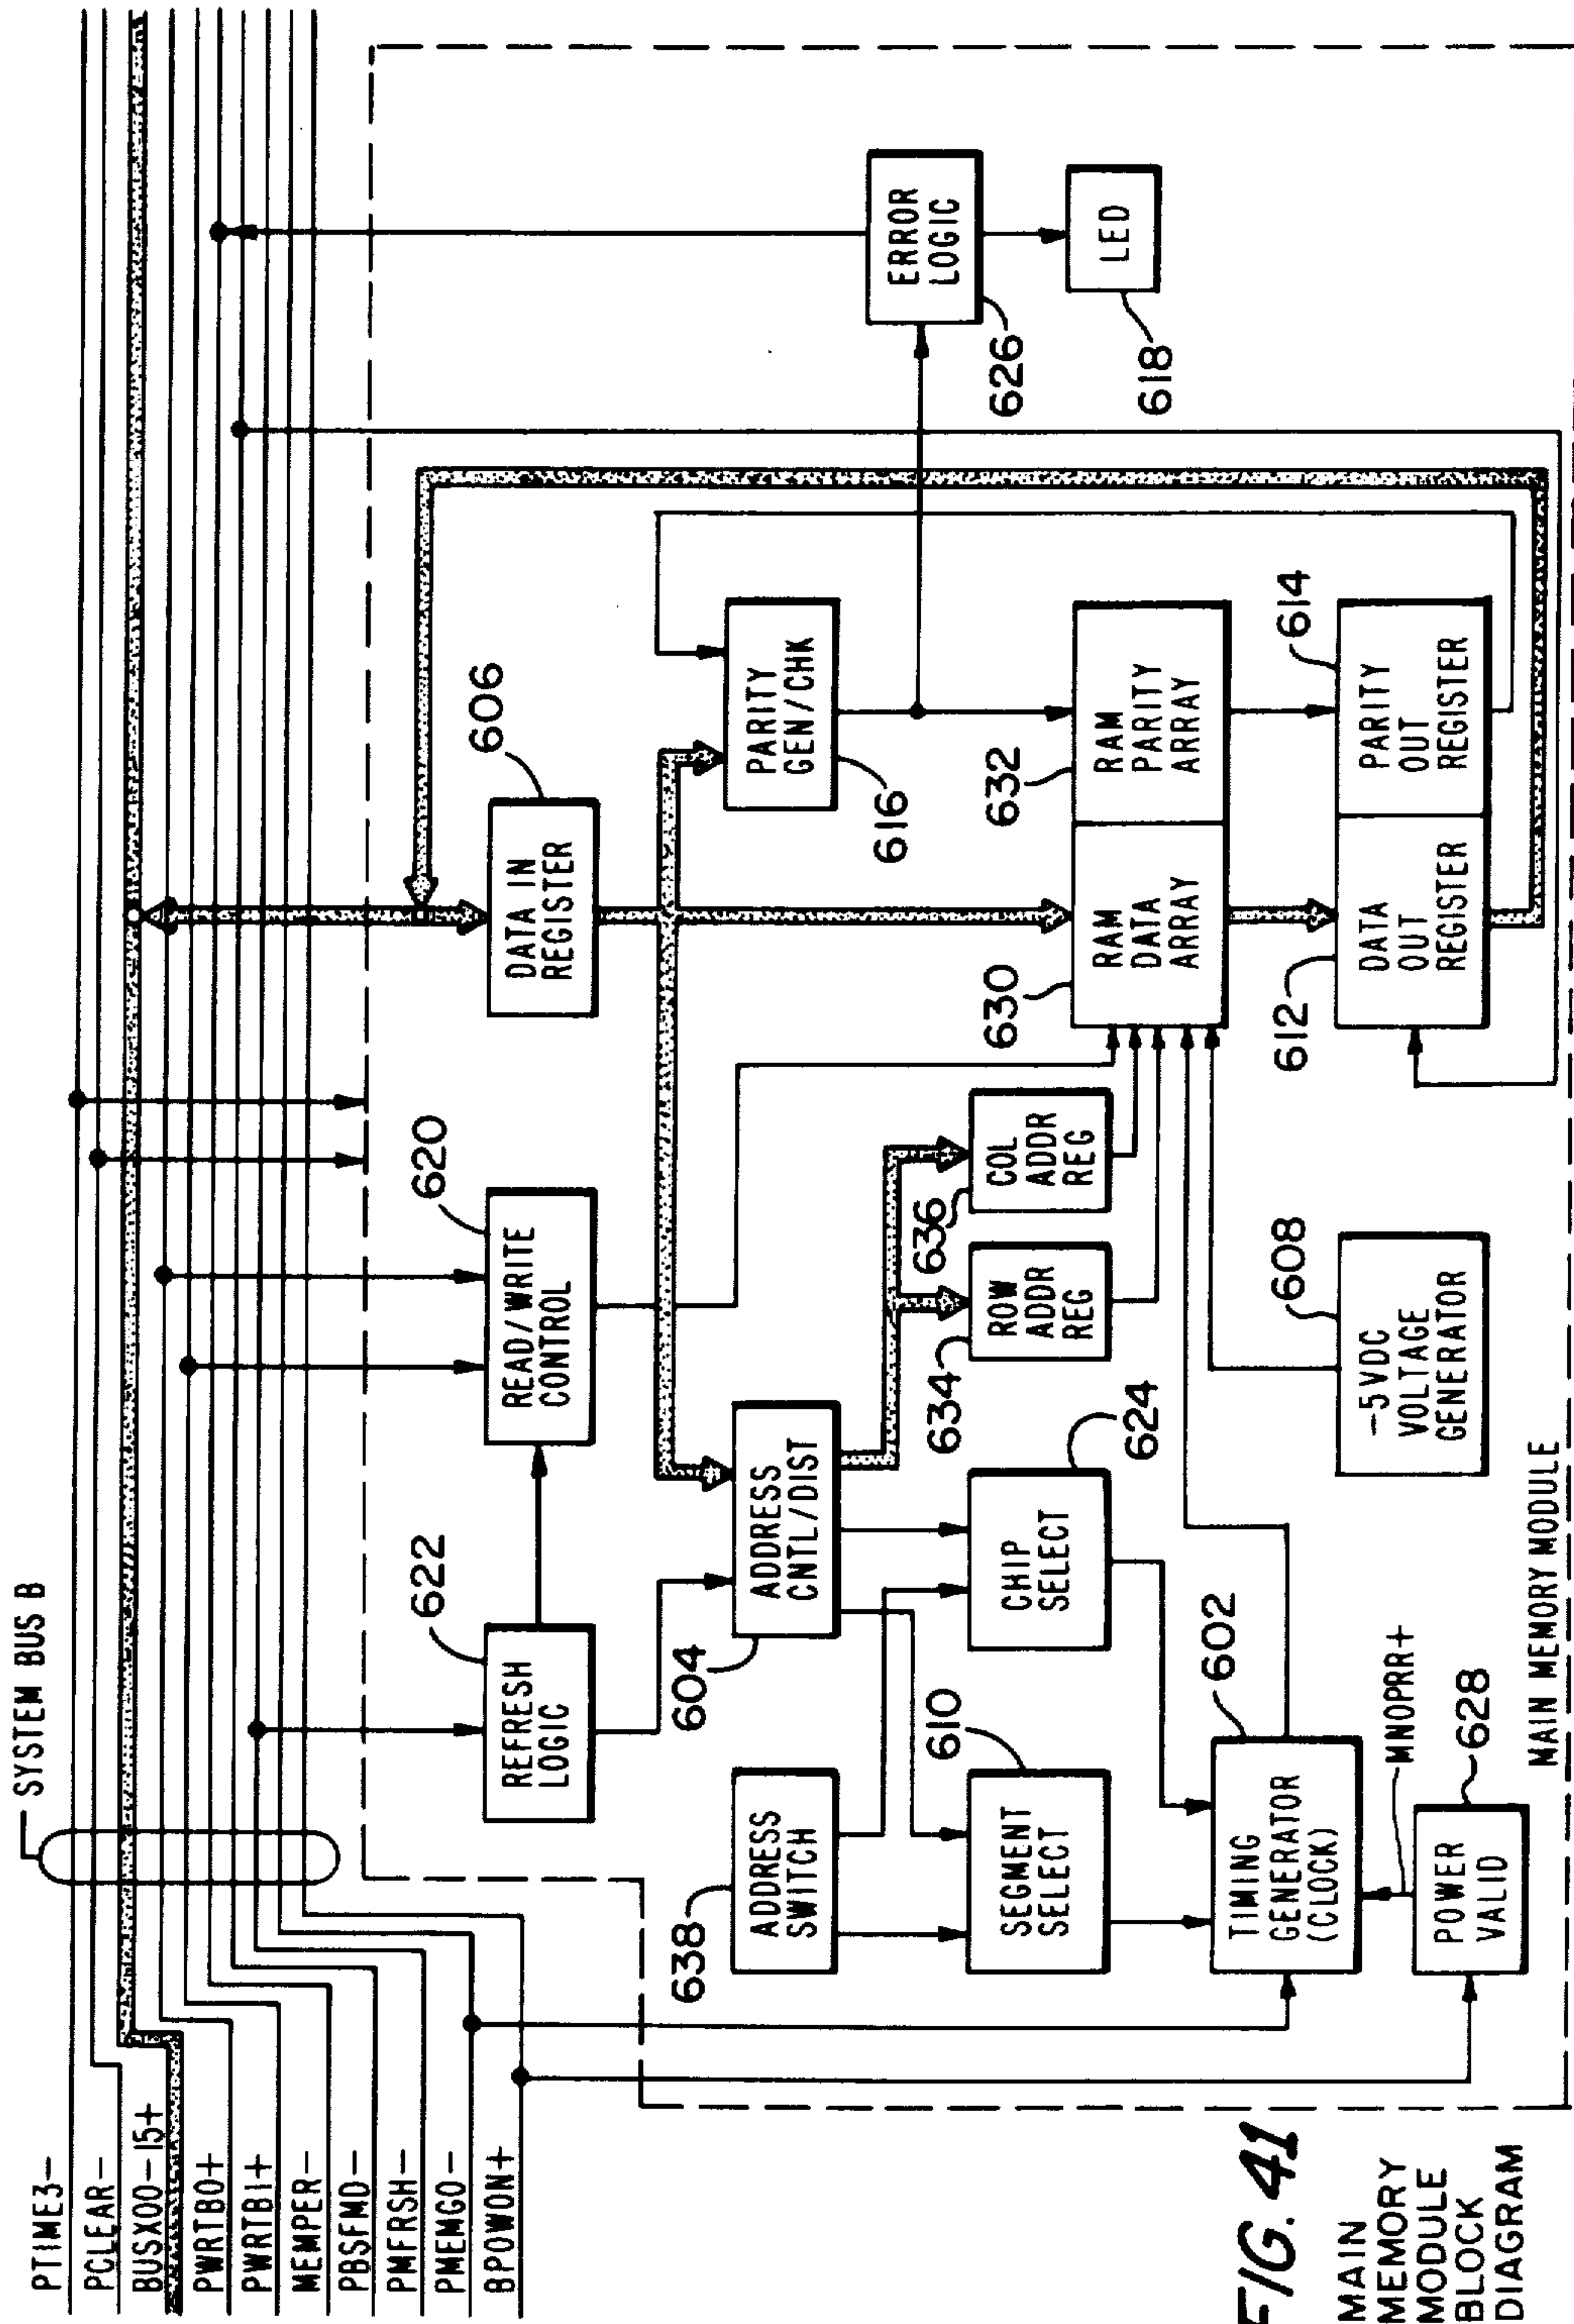 SYSTEM BUS B
PTIME3-
PCLEAR-
BUSX00-15+
PWRTB0+
PWRTB1+
MEMPER-
PBSFMD-
PMFRSH-
PMEMGO-
BPOWON+
REFRESH
LOGIC
622
READ/WRITE
CONTROL
620
DATA IN
REGISTER
606
ADDRESS
SWITCH
638
ADDRESS
CNTL/DIST
604
PARITY
GEN/CHK
616
ERROR
LOGIC
626
LED
618
SEGMENT
SELECT
610
CHIP
SELECT
624
ROW
ADDR
REG
634
COL
ADDR
REG
636
RAM
DATA
ARRAY
630
RAM
PARITY
ARRAY
632
TIMING
GENERATOR
(CLOCK)
602
-5VDC
VOLTAGE
GENERATOR
608
DATA
OUT
REGISTER
612
PARITY
OUT
REGISTER
614
MNOPRR+
POWER
VALID
628
MAIN MEMORY MODULE
FIG. 41
MAIN
MEMORY
MODULE
BLOCK
DIAGRAM